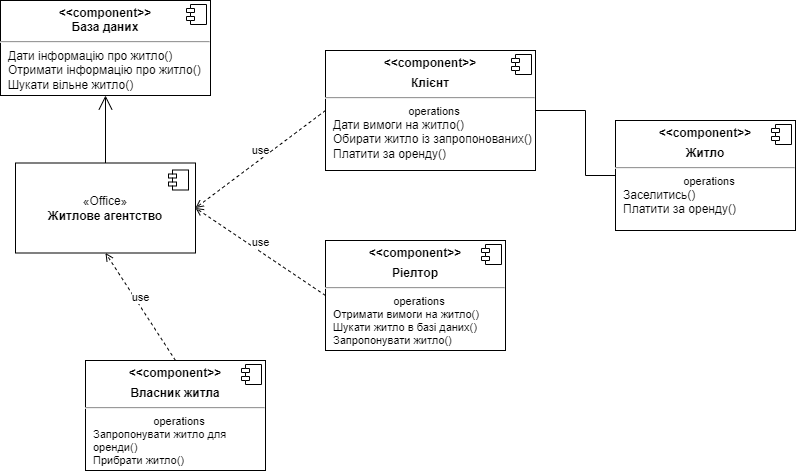 <<component>>
База даних
Дати інформацію про житло()
Отримати інформацію про житло()
Шукати вільне житло()
<<component>>
Клієнт
operations
Дати вимоги на житло()
Обирати житло із запропонованих()
Платити за оренду()
<<component>>
Житло
operations
Заселитись()
Платити за оренду()
use
«Office»
Житлове агентство
use
<<component>>
Ріелтор
operations
Отримати вимоги на житло()
Шукати житло в базі даних()
Запропонувати житло()
use
<<component>>
Власник житла
operations
Запропонувати житло для
оренди()
Прибрати житло()